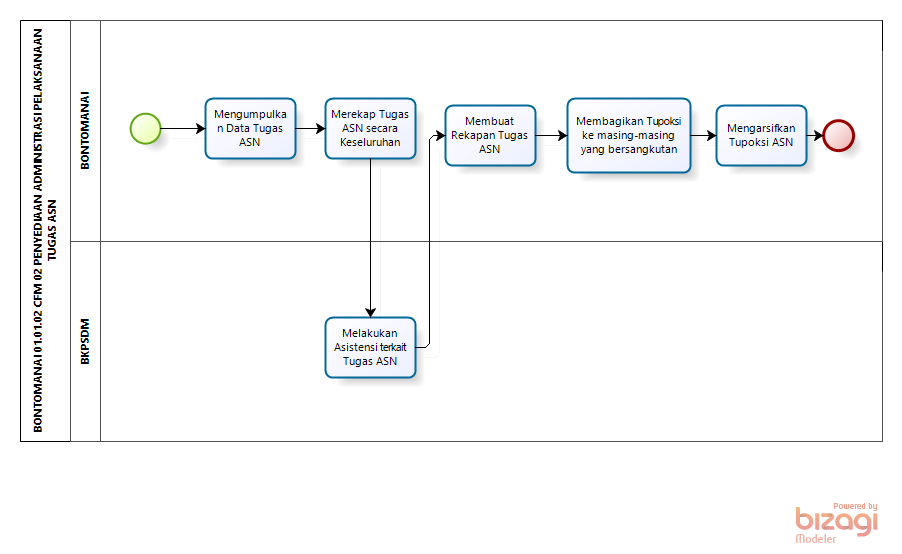 BONTOMANAI 01.01.02 CFM 02 PENYEDIAAN ADMINISTRASI PELAKSANAAN
TUGAS ASN
BONTOMANAI
Mengumpulka
n Data Tugas
ASN
Merekap Tugas
ASN secara
Keseluruhan
Membuat
Rekapan Tugas
ASN
Membagikan Tupoksi
ke masing-masing
yang bersangkutan
Mengarsifkan
Tupoksi ASN
BKPSDM
Melakukan
Asistensi terkait
Tugas ASN
Powered by
bizagi
Modeler